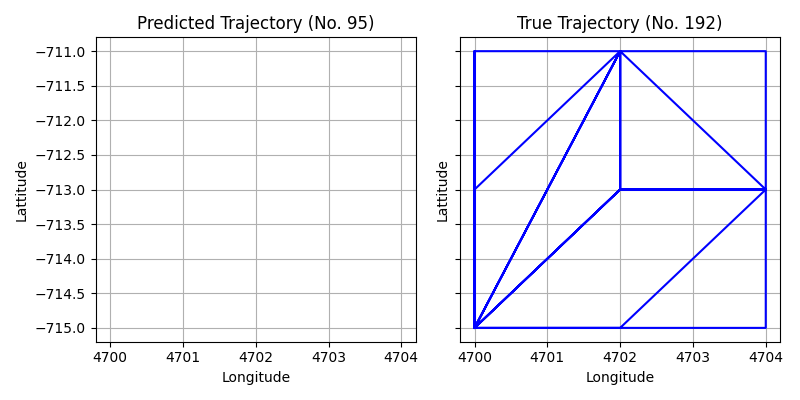 Predicted Trajectory (No. 95)
True Trajectory (No. 192)
−711.0
−711.5
−712.0
−712.5
−713.0
−713.5
−714.0
−714.5
−715.0
Lattitude
Lattitude
4700 4701 4702 4703 4704
4700 4701 4702 4703 4704
Longitude
Longitude